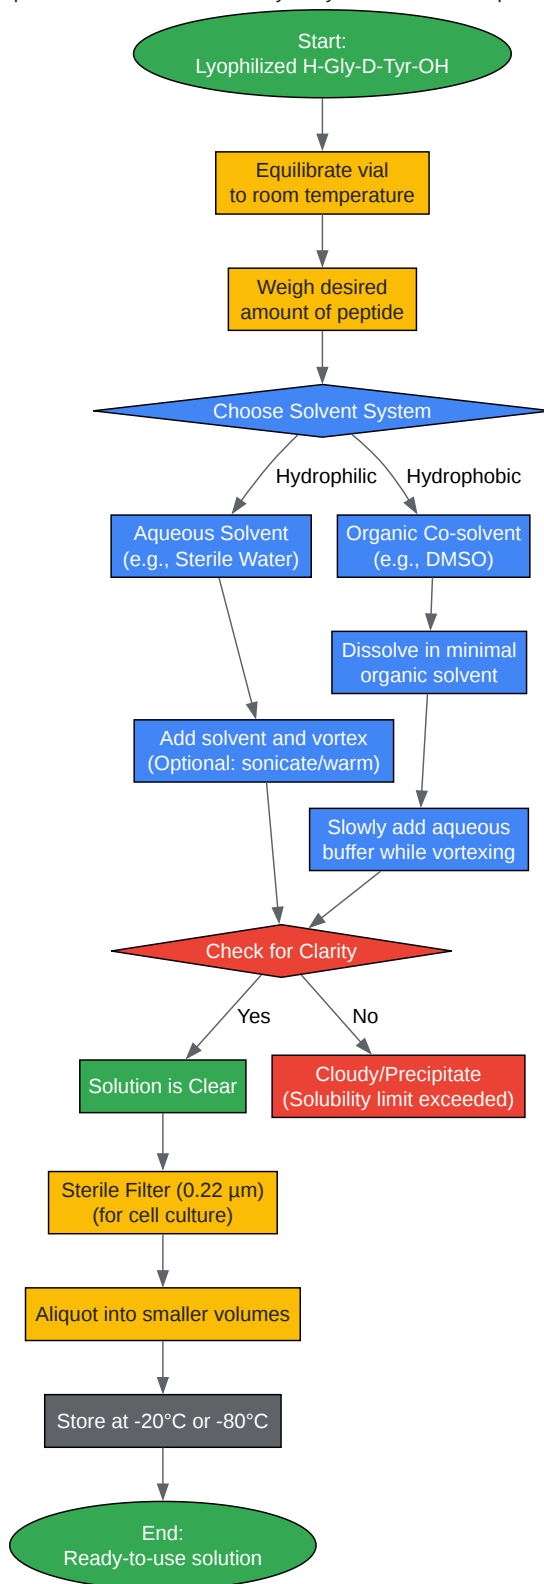 Start:
Lyophilized H-Gly-D-Tyr-OH
Equilibrate vial
to room temperature
Weigh desired
amount of peptide
Choose Solvent System
Hydrophilic
Hydrophobic
Aqueous Solvent
(e.g., Sterile Water)
Organic Co-solvent
(e.g., DMSO)
Dissolve in minimal
organic solvent
Add solvent and vortex
(Optional: sonicate/warm)
Slowly add aqueous
buffer while vortexing
Check for Clarity
Yes
No
Solution is Clear
Cloudy/Precipitate
(Solubility limit exceeded)
Sterile Filter (0.22 µm)
(for cell culture)
Aliquot into smaller volumes
Store at -20°C or -80°C
End:
Ready-to-use solution